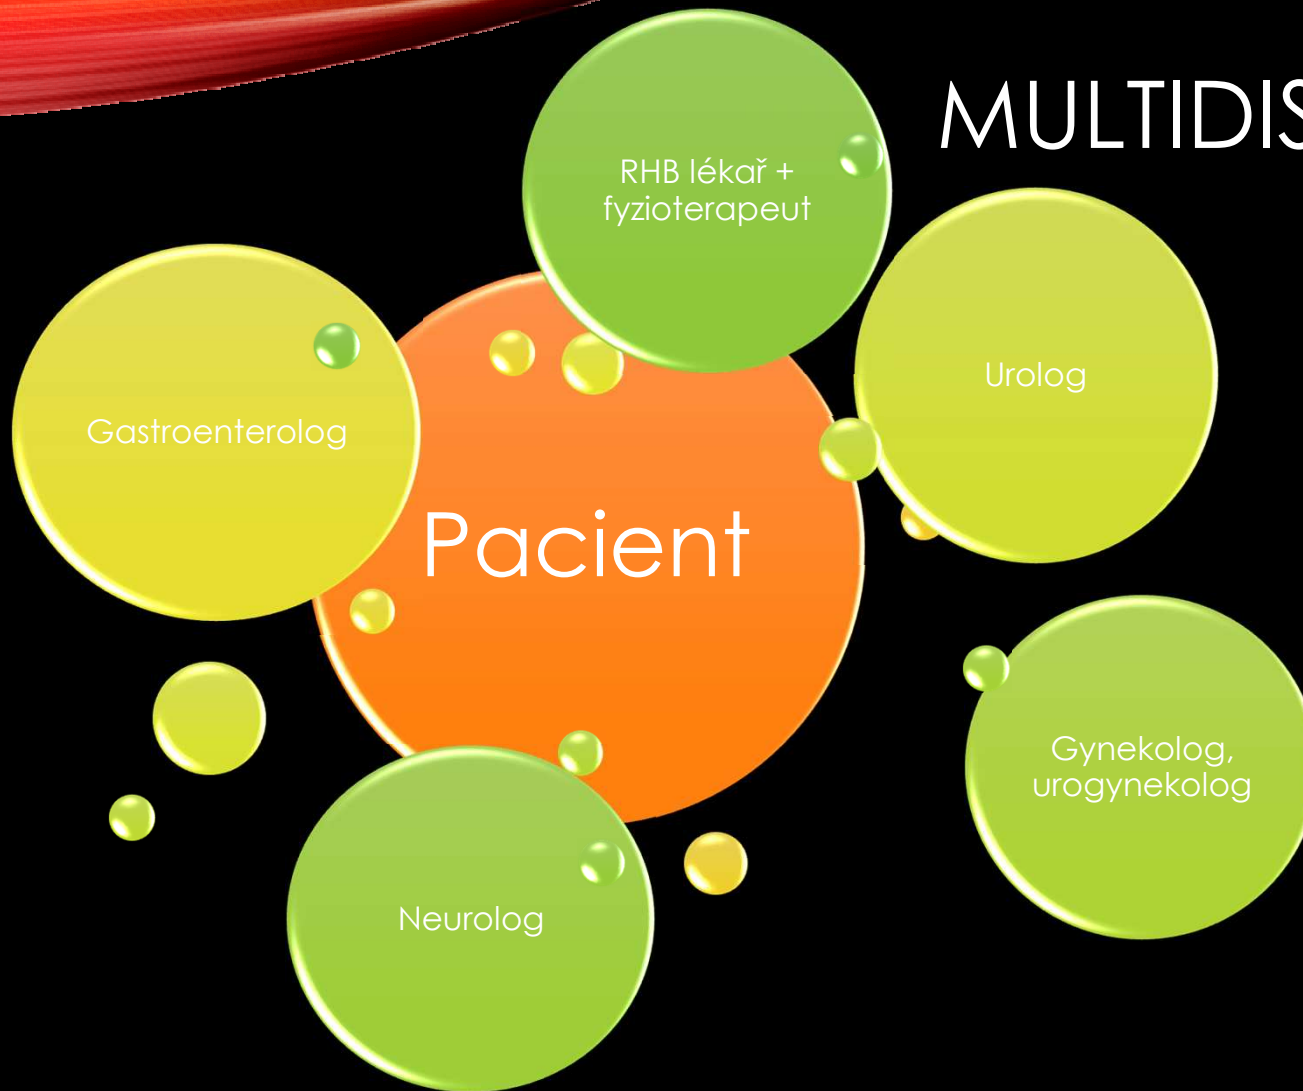 MULTIDIS
RHB lékař +
fyzioterapeut
Urolog
Gastroenterolog
Pacient
Gynekolog,
urogynekolog
Neurolog